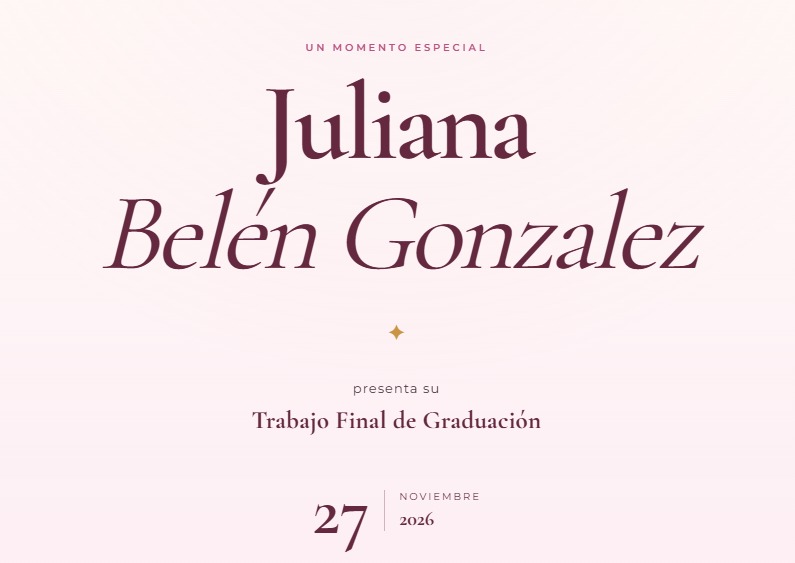 UN MOMENTO ESPECIAL
Juliana
Belén Gonzalez
presenta su
Trabajo Final de Graduación
27
NOVIEMBRE
2026